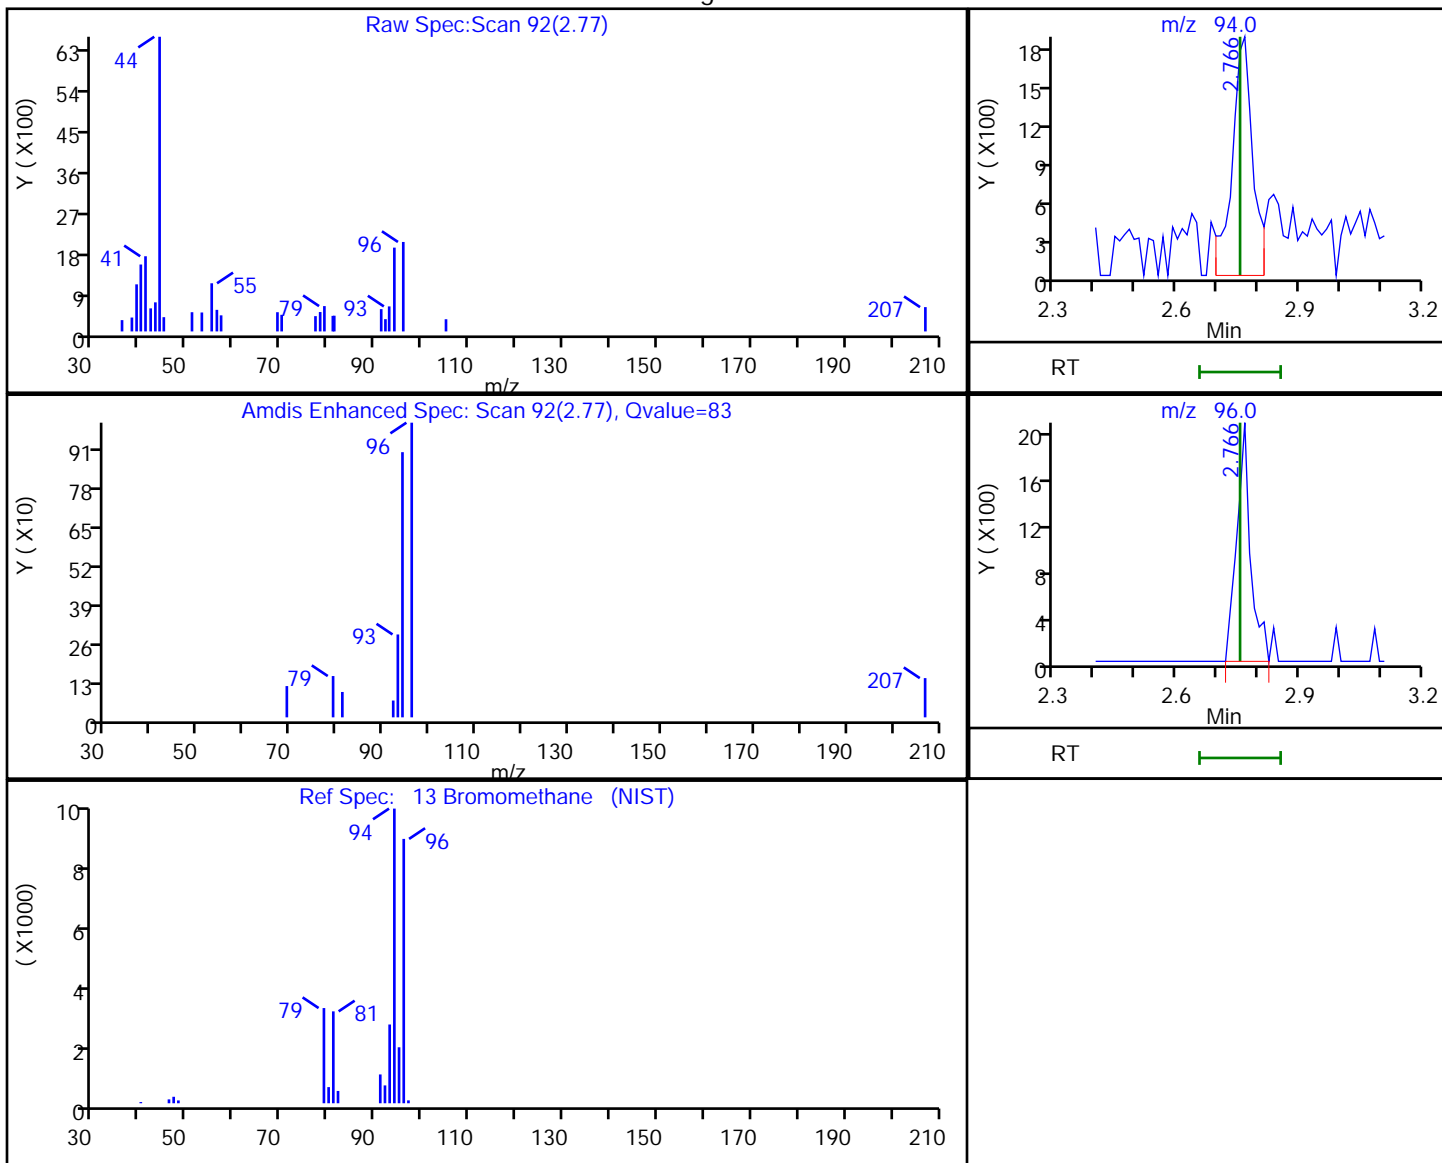 Raw Spec:Scan 92(2.77)
63
54
45
36
27
18
9
0
Y ( X100)
44
41
55
79
93
96
207
30 50 70 90 110 130 150 170 190 210
m/z
m/z 94.0
18
15
12
9
6
3
0
Y ( X100)
2.766
2.3 2.6 2.9 3.2
Min
RT
Amdis Enhanced Spec: Scan 92(2.77), Qvalue=83
91
78
65
52
39
26
13
0
Y ( X10)
96
93
79
207
30 50 70 90 110 130 150 170 190 210
m/z
m/z 96.0
20
16
12
8
4
0
Y ( X100)
2.766
2.3 2.6 2.9 3.2
Min
RT
Ref Spec: 13 Bromomethane (NIST)
10
8
6
4
2
0
( X1000)
94
96
79
81
30 50 70 90 110 130 150 170 190 210